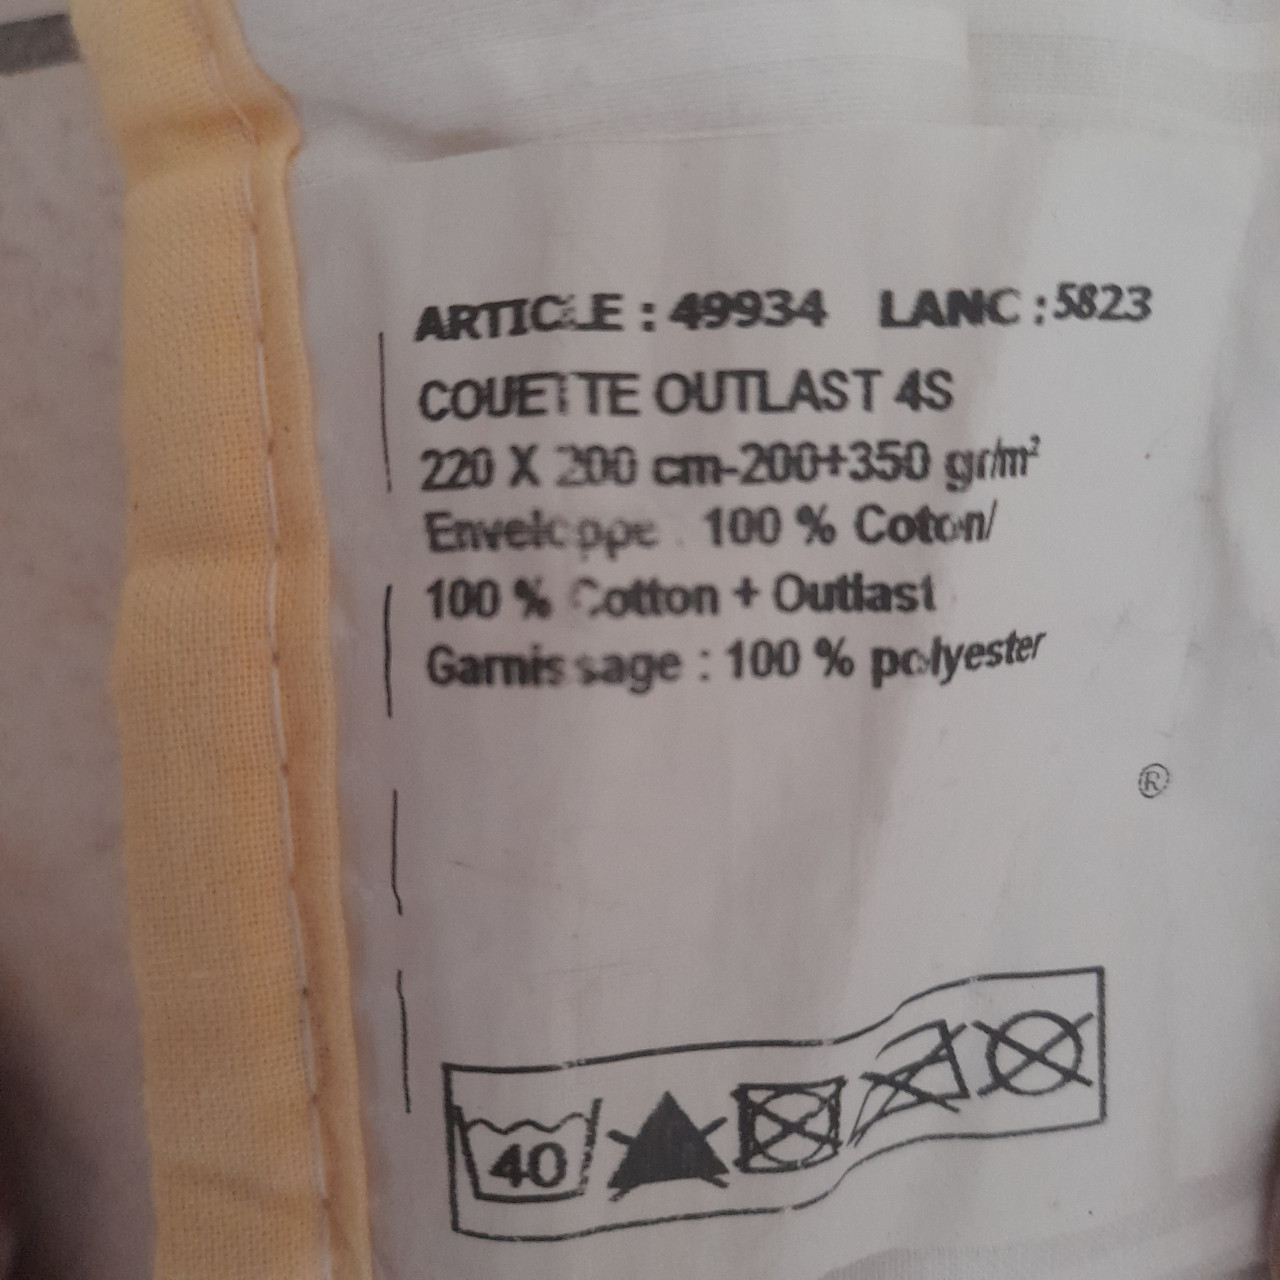 ARTICLE : 49934 LANC : 5823
COUETTE OUTLAST 4S
220 X 200 cm-200+350 gr/m²
Enveloppe : 100 % Coton/
100 % Cotton + Outlast
Garnissage : 100 % polyester
®
40